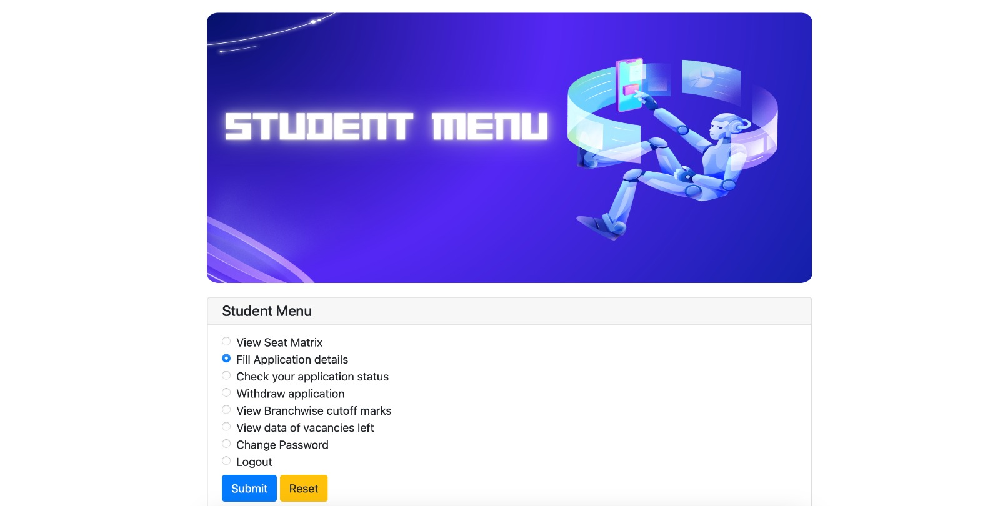 STUDENT MENU
Student Menu
View Seat Matrix
Fill Application details
Check your application status
Withdraw application
View Branchwise cutoff marks
View data of vacancies left
Change Password
Logout
Submit Reset